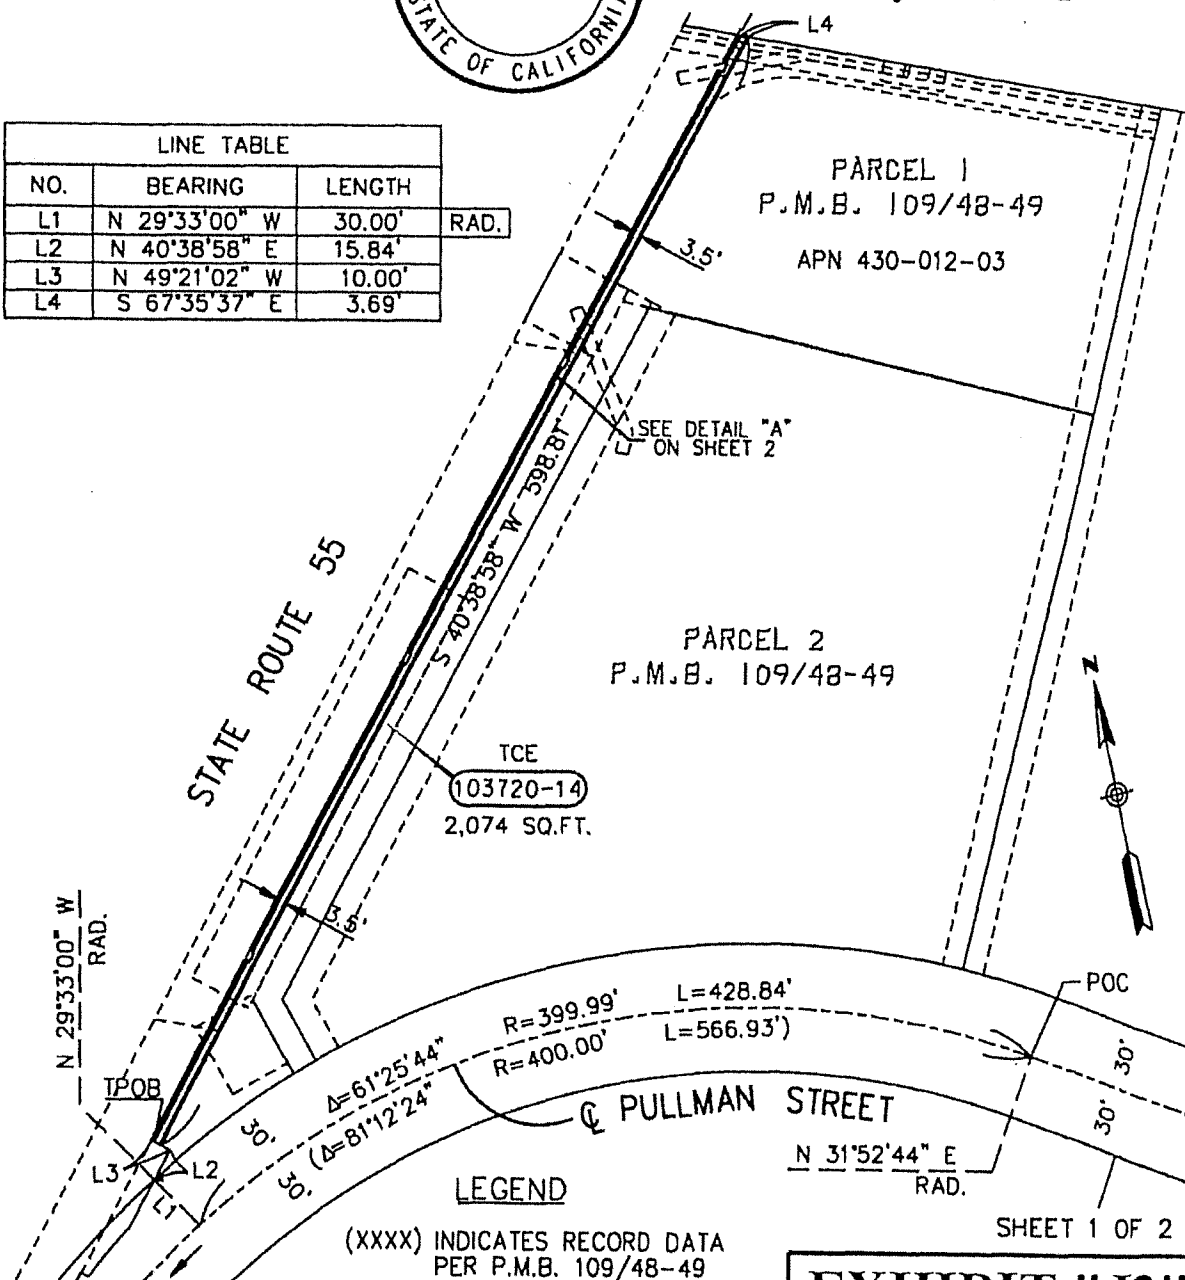 STATE OF CALIFORNI
L4
LINE TABLE
NO. BEARING LENGTH
L1 N 29°33'00" W 30.00' RAD.
L2 N 40°38'58" E 15.84'
L3 N 49°21'02" W 10.00'
L4 S 67°35'37" E 3.69'
PARCEL 1
P.M.B. 109/48-49
APN 430-012-03
3.5'
SEE DETAIL "A"
ON SHEET 2
S 40°38'58" W 598.81'
STATE ROUTE 55
PARCEL 2
P.M.B. 109/48-49
N
TCE
103720-14
2,074 SQ.FT.
3.5'
N 29°33'00" W
RAD.
POC
R=399.99' L=428.84'
R=400.00' L=566.93')
Δ=61°25'44"
(Δ=81°12'24"
30'
30'
TPOB
30'
30'
℄ PULLMAN STREET
L3
L2
L1
N 31°52'44" E
RAD.
LEGEND
(XXXX) INDICATES RECORD DATA
PER P.M.B. 109/48-49
SHEET 1 OF 2